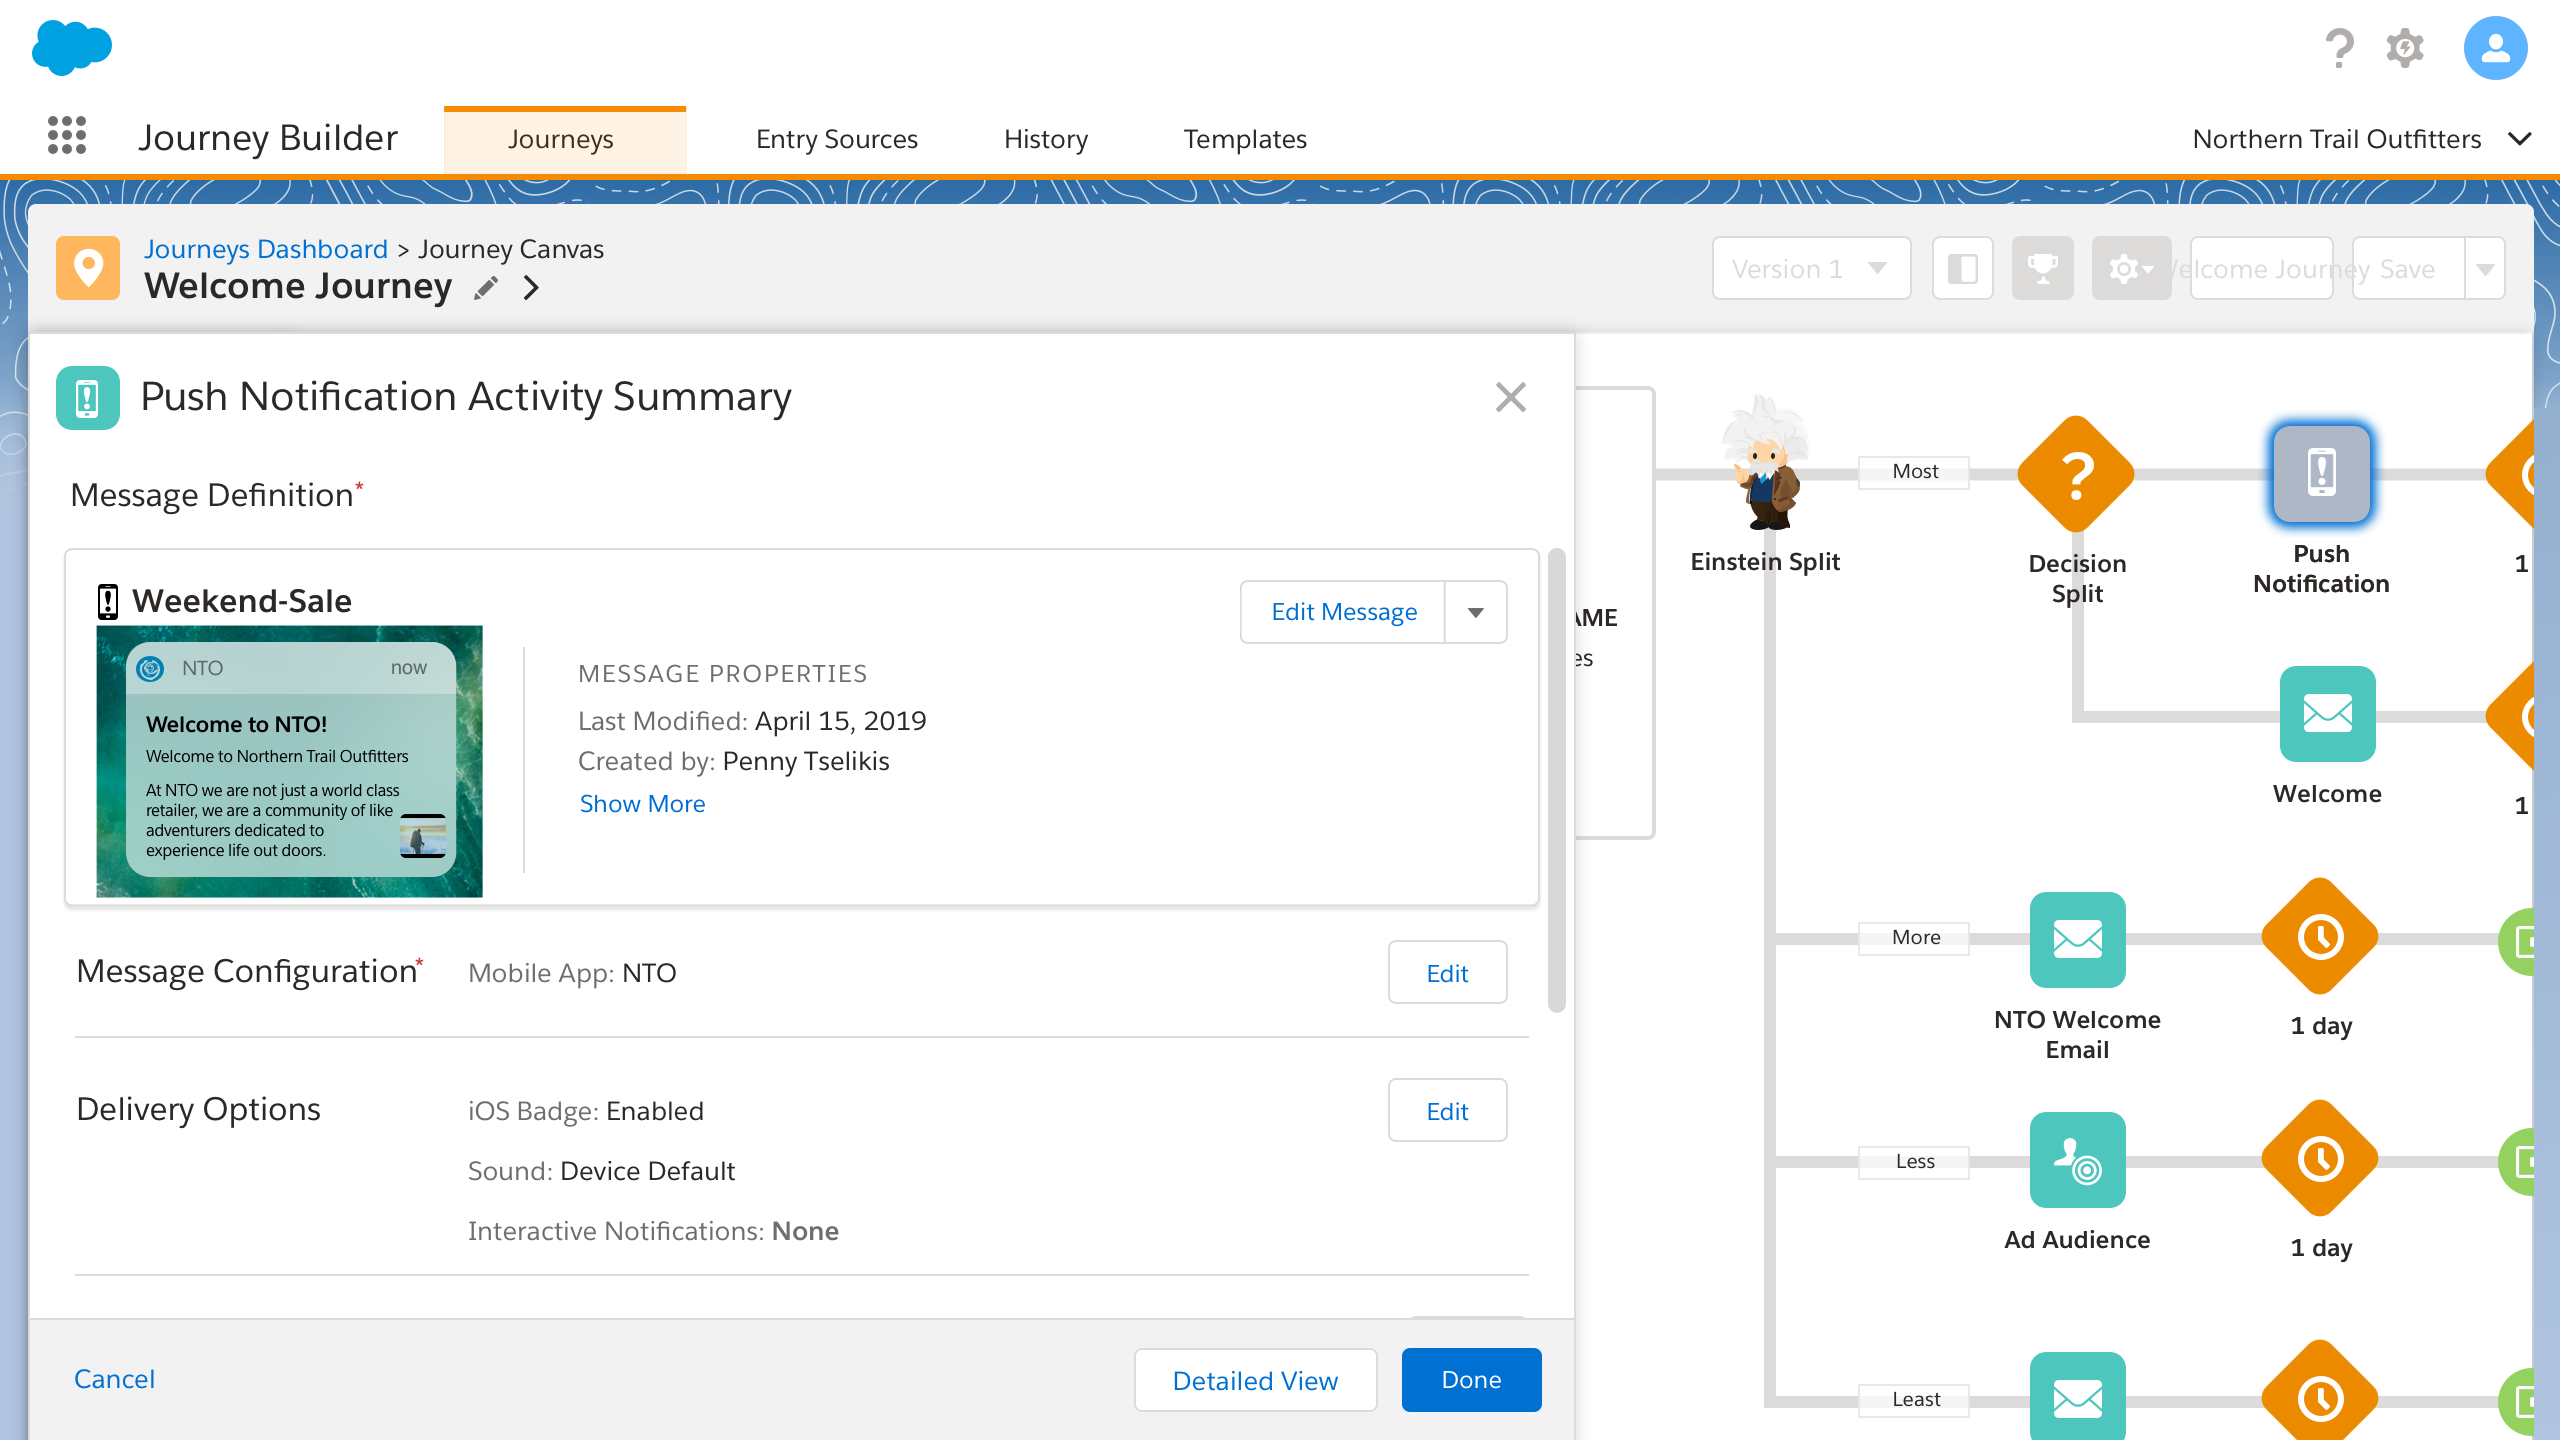 Journey Builder
Journeys
Entry Sources
History
Templates
Northern Trail Outfitters
Journeys Dashboard > Journey Canvas
Welcome Journey
Version 1
Welcome Journey
Save
Push Notification Activity Summary
Message Definition*
Weekend-Sale
Edit Message
NTO
now
Welcome to NTO!
Welcome to Northern Trail Outfitters
At NTO we are not just a world class
retailer, we are a community of like
adventurers dedicated to
experience life out doors.
MESSAGE PROPERTIES
Last Modified: April 15, 2019
Created by: Penny Tselikis
Show More
Message Configuration*
Mobile App: NTO
Edit
Delivery Options
iOS Badge: Enabled
Edit
Sound: Device Default
Interactive Notifications: None
Cancel
Detailed View
Done
AME
es
Einstein Split
Most
?
Decision
Split
Push
Notification
1
Welcome
1
More
NTO Welcome
Email
1 day
Less
Ad Audience
1 day
Least